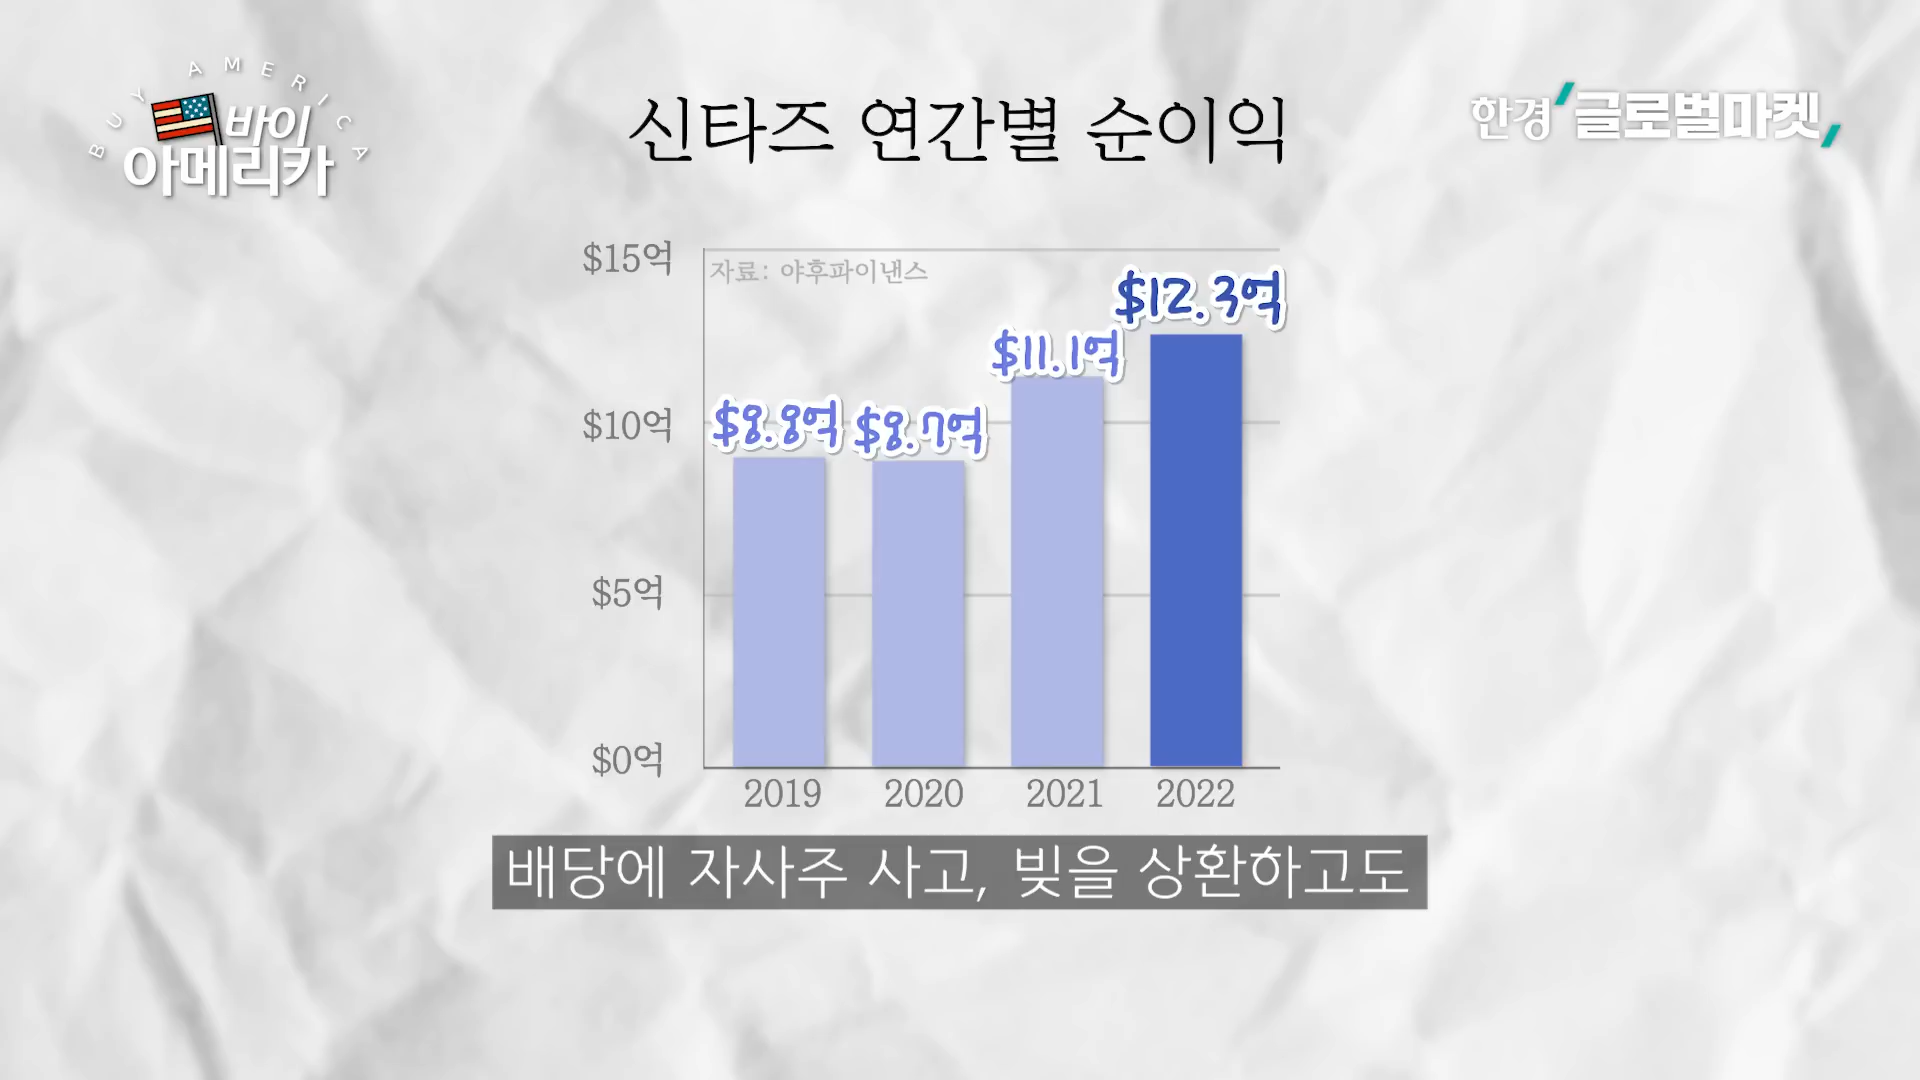 BUY AMERICA
바이
아메리카
신타즈 연간별 순이익
한경 글로벌마켓
$15억
자료: 야후파이낸스
$12.3억
$11.1억
$10억
$8.8억
$8.7억
$5억
$0억
2019
2020
2021
2022
배당에 자사주 사고, 빚을 상환하고도